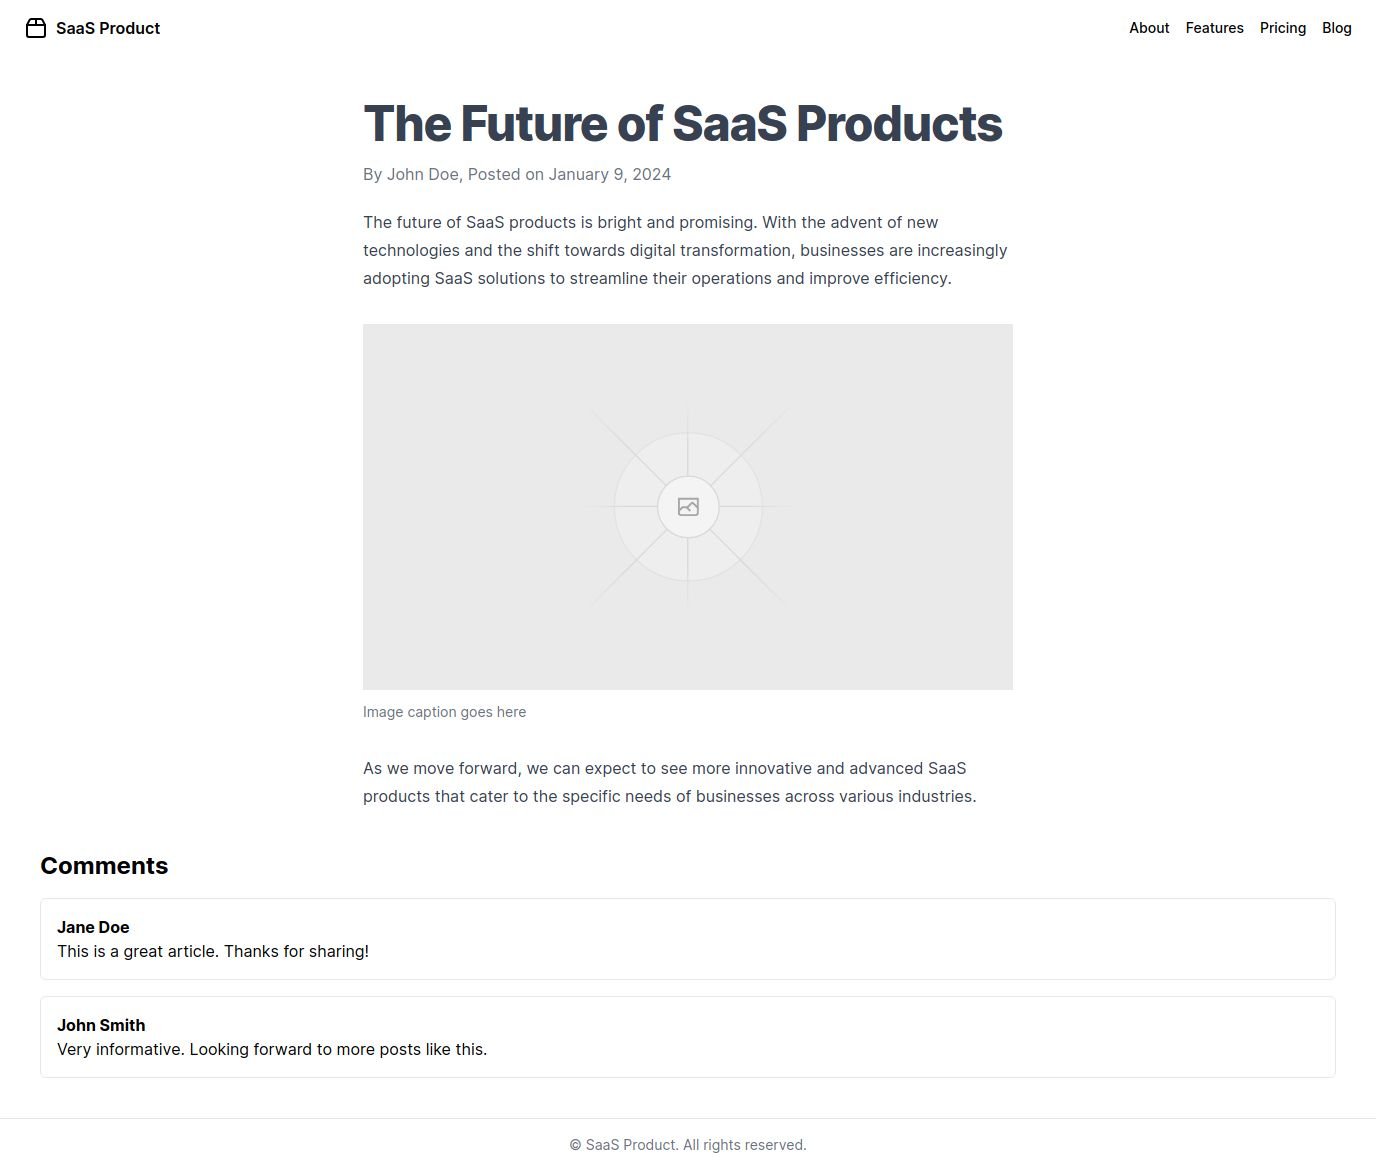 SaaS Product
About Features Pricing Blog
The Future of SaaS Products
By John Doe, Posted on January 9, 2024
The future of SaaS products is bright and promising. With the advent of new
technologies and the shift towards digital transformation, businesses are increasingly
adopting SaaS solutions to streamline their operations and improve efficiency.
Image caption goes here
As we move forward, we can expect to see more innovative and advanced SaaS
products that cater to the specific needs of businesses across various industries.
Comments
Jane Doe
This is a great article. Thanks for sharing!
John Smith
Very informative. Looking forward to more posts like this.
© SaaS Product. All rights reserved.